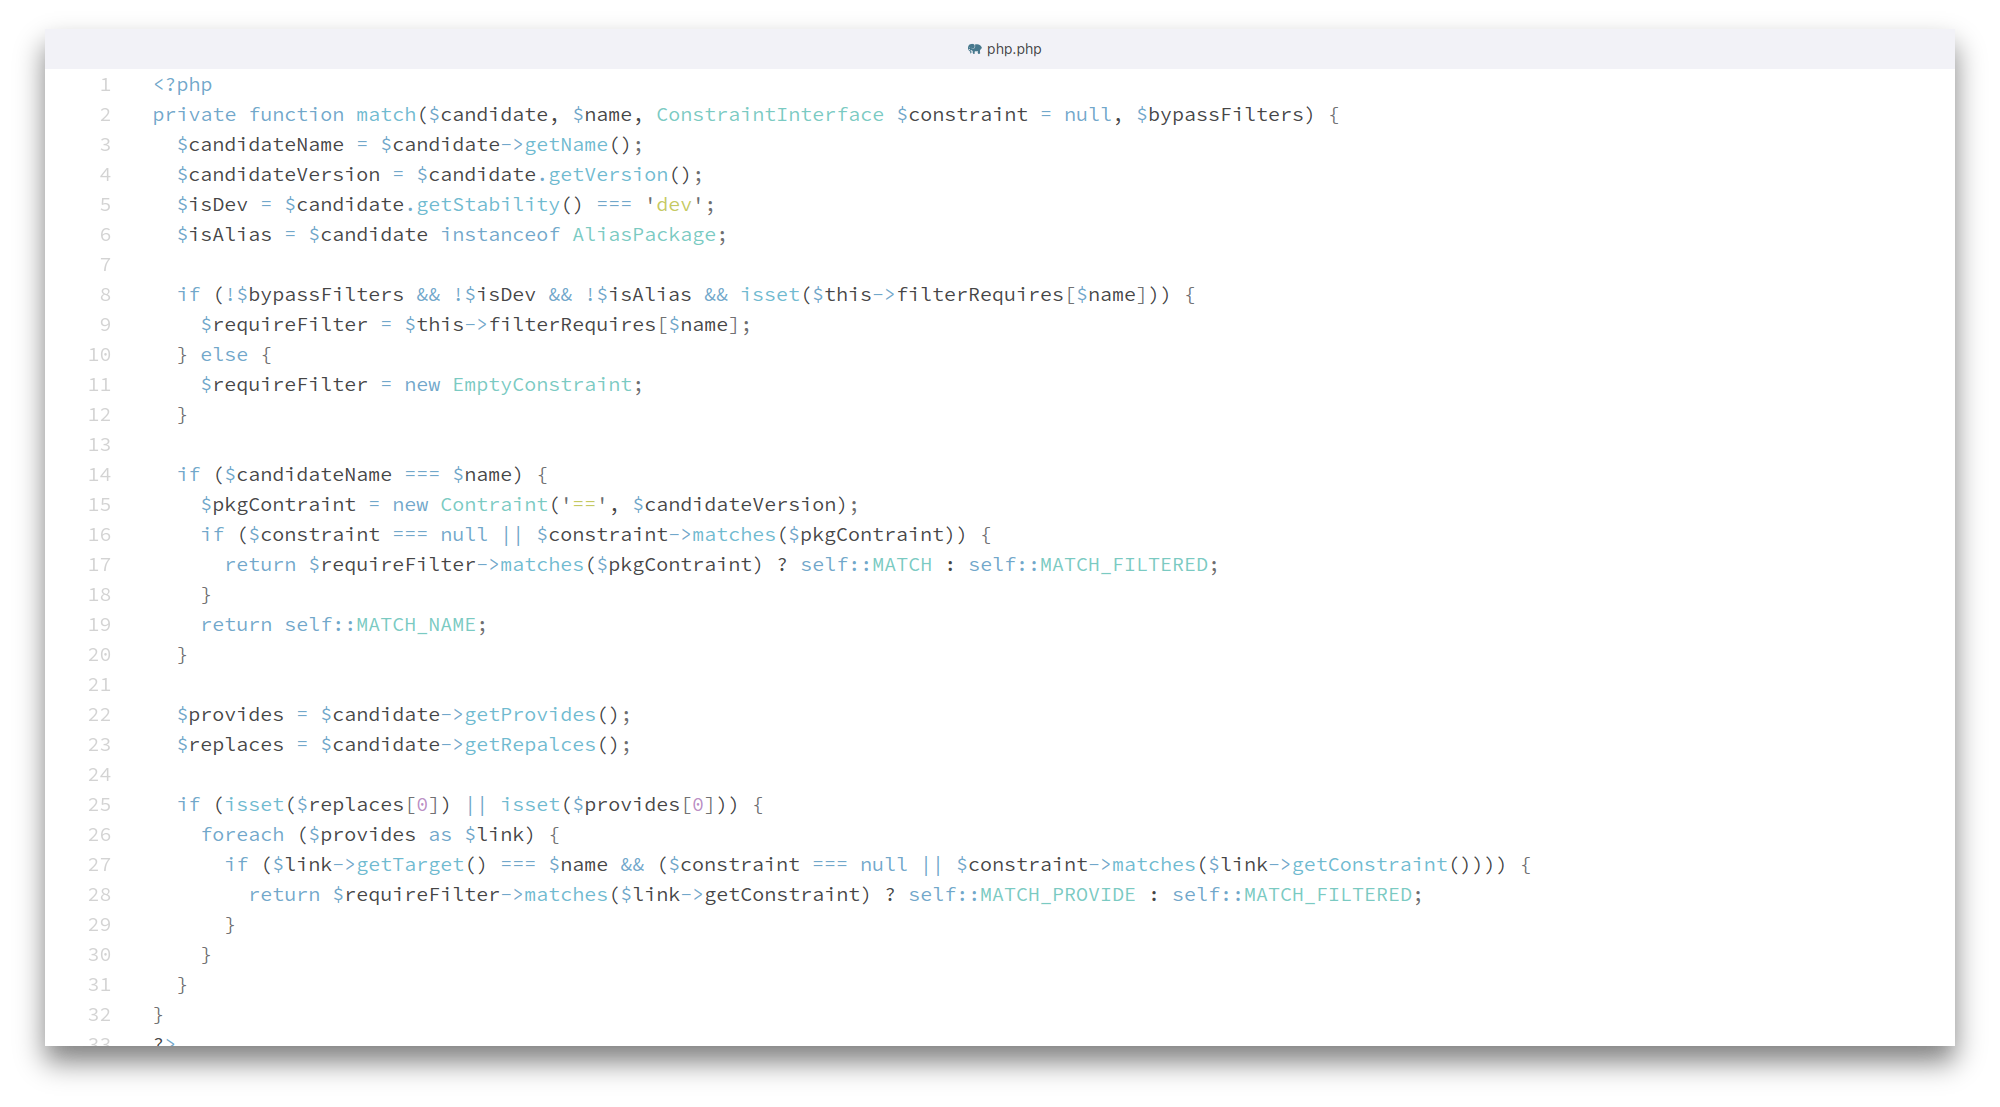 php.php
1 <?php
2 private function match($candidate, $name, ConstraintInterface $constraint = null, $bypassFilters) {
3 $candidateName = $candidate->getName();
4 $candidateVersion = $candidate.getVersion();
5 $isDev = $candidate.getStability() === 'dev';
6 $isAlias = $candidate instanceof AliasPackage;
7
8 if (!$bypassFilters && !$isDev && !$isAlias && isset($this->filterRequires[$name])) {
9 $requireFilter = $this->filterRequires[$name];
10 } else {
11 $requireFilter = new EmptyConstraint;
12 }
13
14 if ($candidateName === $name) {
15 $pkgContraint = new Contraint('==', $candidateVersion);
16 if ($constraint === null || $constraint->matches($pkgContraint)) {
17 return $requireFilter->matches($pkgContraint) ? self::MATCH : self::MATCH_FILTERED;
18 }
19 return self::MATCH_NAME;
20 }
21
22 $provides = $candidate->getProvides();
23 $replaces = $candidate->getRepalces();
24
25 if (isset($replaces[0]) || isset($provides[0])) {
26 foreach ($provides as $link) {
27 if ($link->getTarget() === $name && ($constraint === null || $constraint->matches($link->getConstraint()))) {
28 return $requireFilter->matches($link->getConstraint) ? self::MATCH_PROVIDE : self::MATCH_FILTERED;
29 }
30 }
31 }
32 }
33 ?>